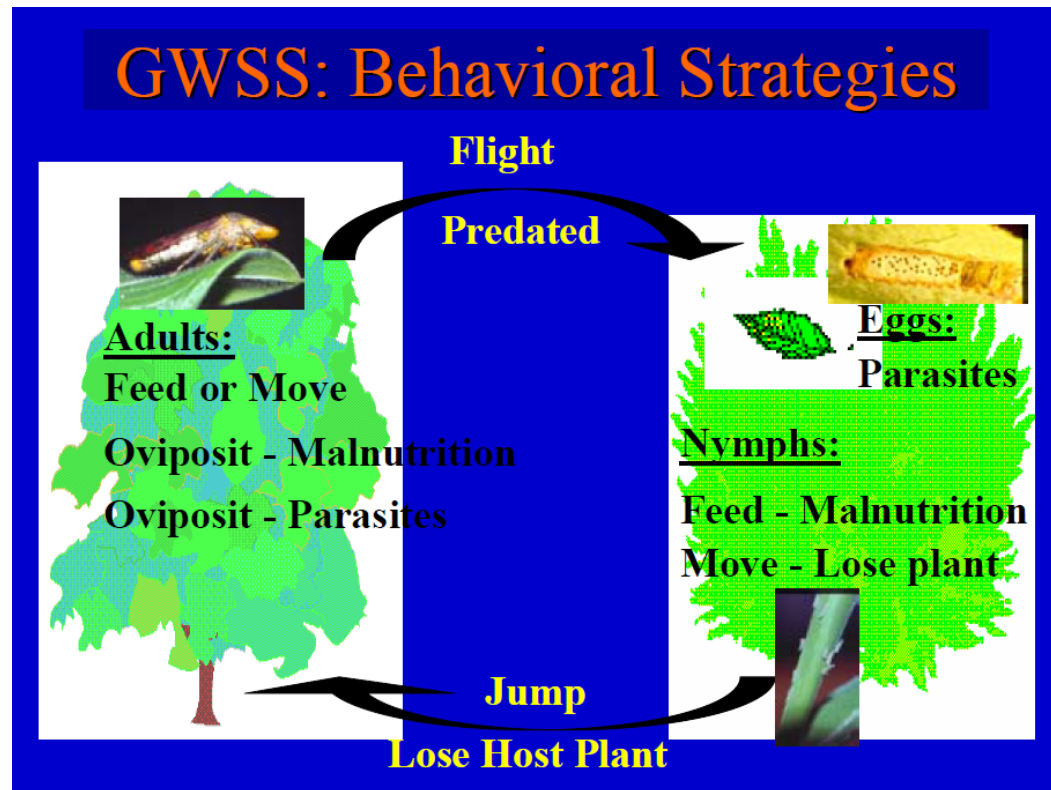 GWSS: Behavioral Strategies
Flight
Predated
Adults:
Feed or Move
Oviposit - Malnutrition
Oviposit - Parasites
Eggs:
Parasites
Nymphs:
Feed - Malnutrition
Move - Lose plant
Jump
Lose Host Plant